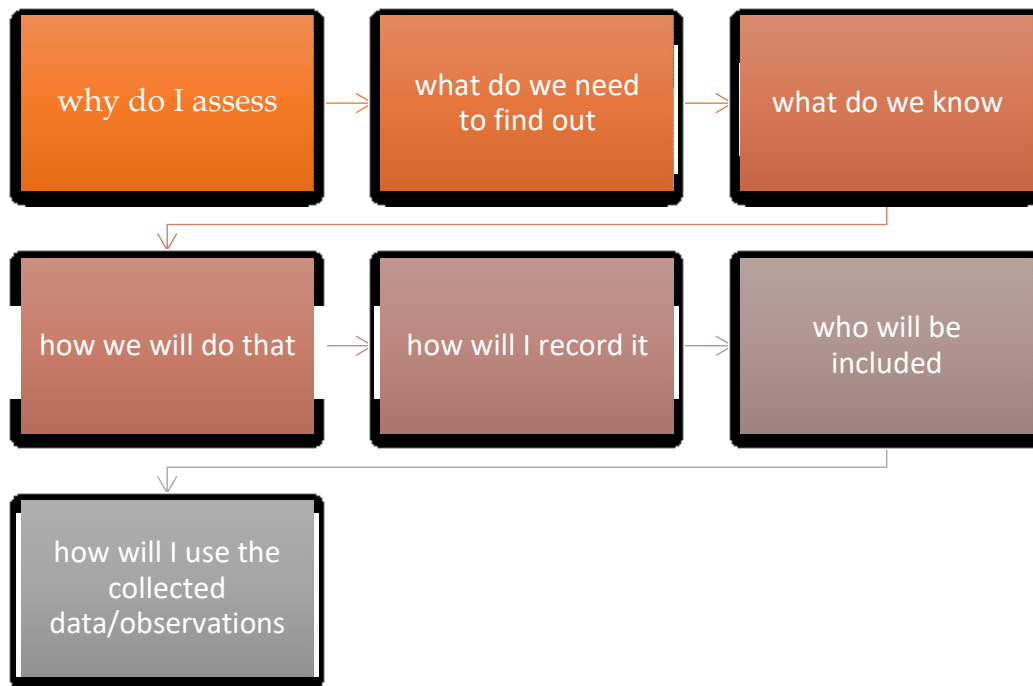 why do I assess
what do we need
to find out
what do we know
how we will do that
how will I record it
who will be
included
how will I use the
collected
data/observations